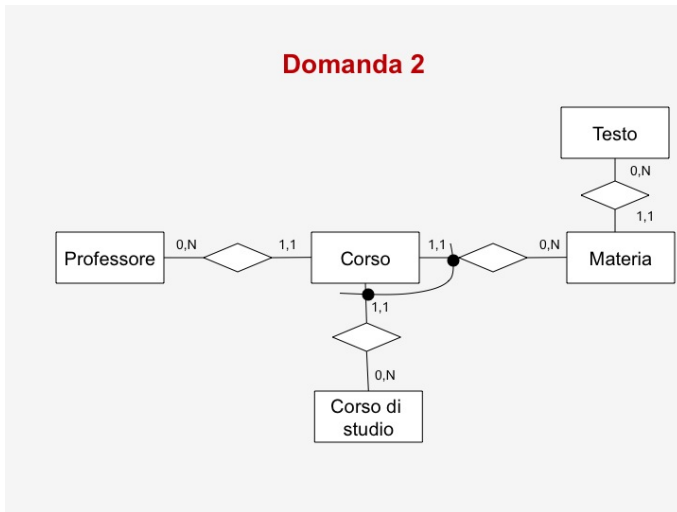 Domanda 2
Testo
0,N
1,1
Professore
0,N
1,1
Corso
1,1
0,N
Materia
1,1
0,N
Corso di
studio